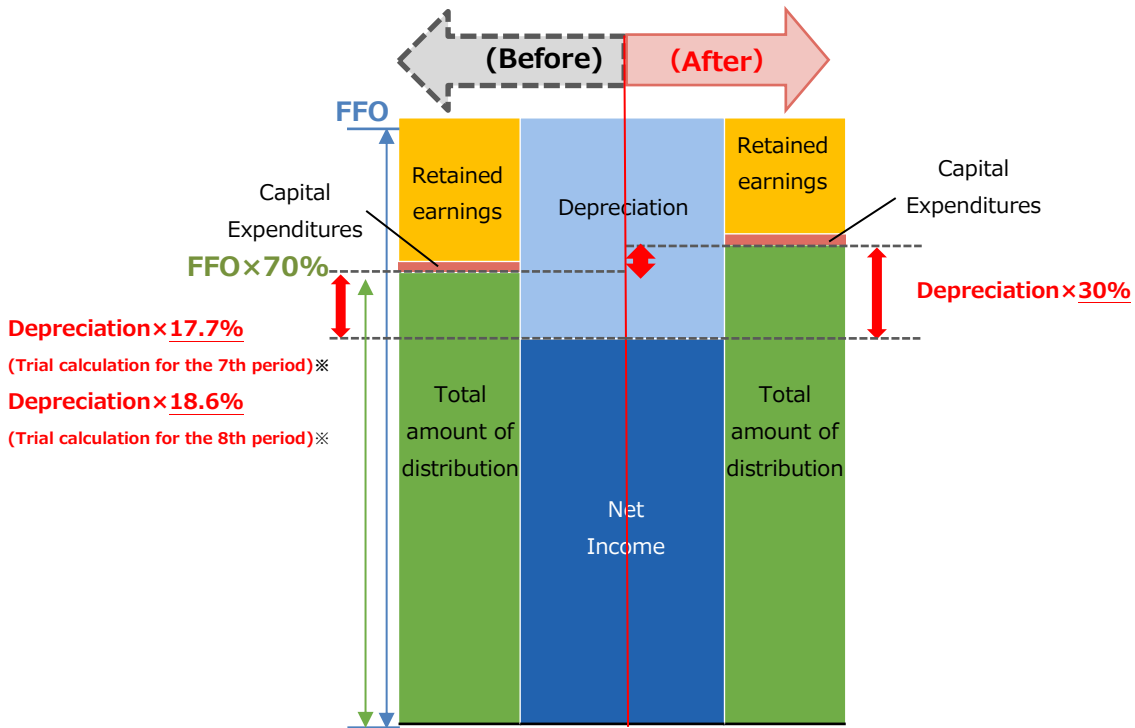 (Before)
(After)
FFO
Retained
earnings
Capital
Expenditures
FFO×70%
Depreciation
Retained
earnings
Capital
Expenditures
Depreciation×17.7%
(Trial calculation for the 7th period)※
Depreciation×18.6%
(Trial calculation for the 8th period)※
Depreciation×30%
Total
amount of
distribution
Net
Income
Total
amount of
distribution